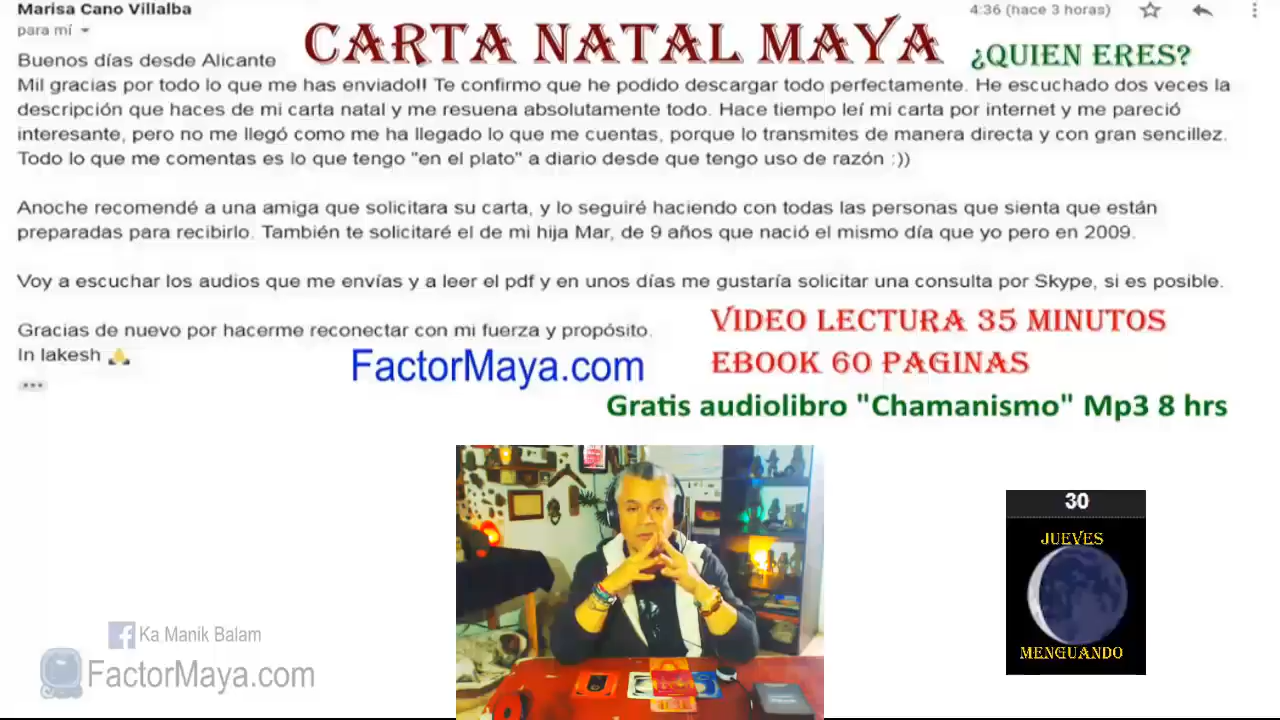 Marisa Cano Villalba
para mí
4:36 (hace 3 horas)
CARTA NATAL MAYA
¿QUIEN ERES?
Buenos días desde Alicante
Mil gracias por todo lo que me has enviado!! Te confirmo que he podido descargar todo perfectamente. He escuchado dos veces la
descripción que haces de mi carta natal y me resuena absolutamente todo. Hace tiempo leí mi carta por internet y me pareció
interesante, pero no me llegó como me ha llegado lo que me cuentas, porque lo transmites de manera directa y con gran sencillez.
Todo lo que me comentas es lo que tengo "en el plato" a diario desde que tengo uso de razón :))
Anoche recomendé a una amiga que solicitara su carta, y lo seguiré haciendo con todas las personas que sienta que están
preparadas para recibirlo. También te solicitaré el de mi hija Mar, de 9 años que nació el mismo día que yo pero en 2009.
Voy a escuchar los audios que me envías y a leer el pdf y en unos días me gustaría solicitar una consulta por Skype, si es posible.
Gracias de nuevo por hacerme reconectar con mi fuerza y propósito.
In lakesh
VIDEO LECTURA 35 MINUTOS
FactorMaya.com
EBOOK 60 PAGINAS
Gratis audiolibro "Chamanismo" Mp3 8 hrs
30
JUEVES
MENGUANDO
Ka Manik Balam
FactorMaya.com